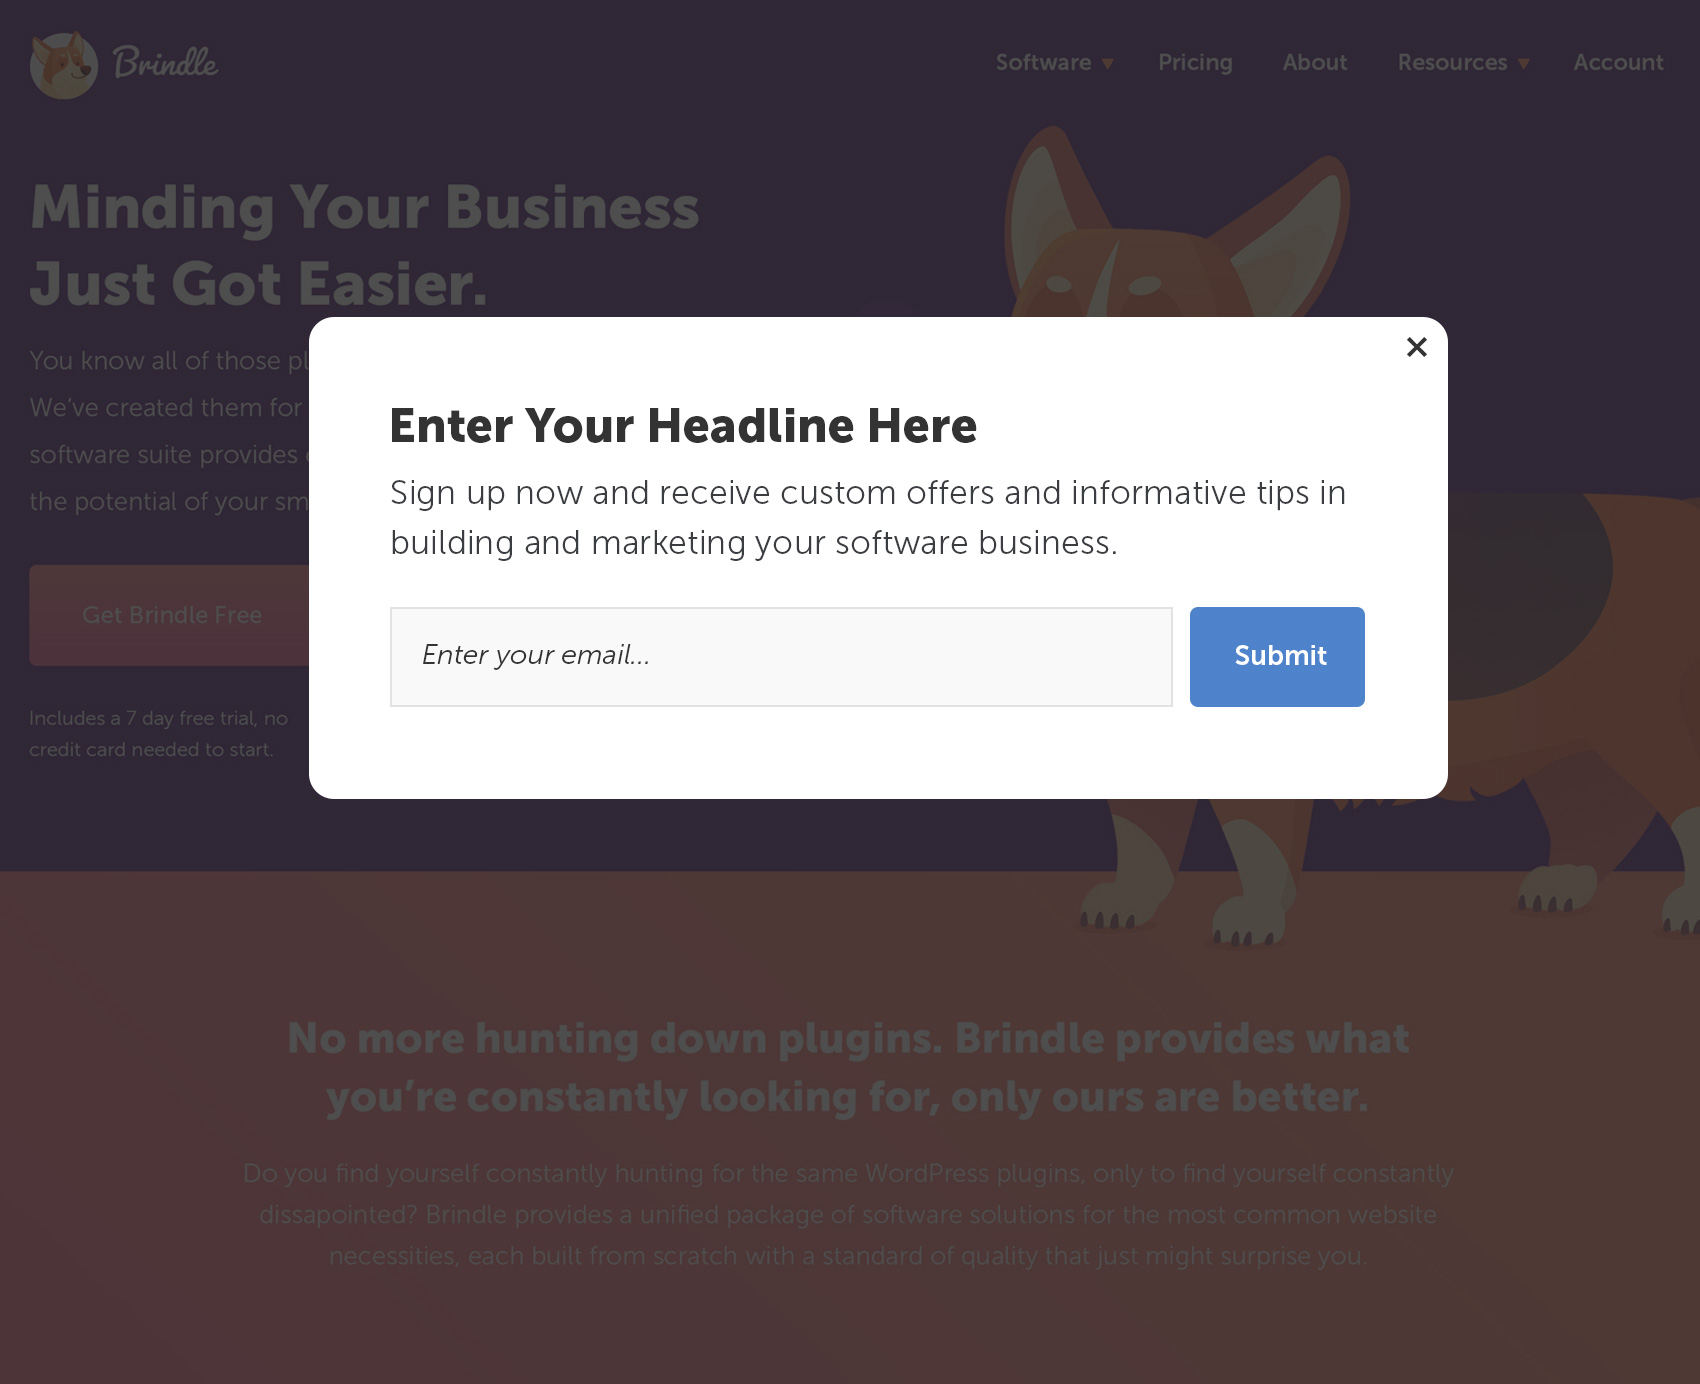 Brindle
Software Pricing About Resources Account
Minding Your Business
Just Got Easier.
You know all of those pl
We've created them for
software suite provides
the potential of your sm
Get Brindle Free
Includes a 7 day free trial, no
credit card needed to start.
Enter Your Headline Here
Sign up now and receive custom offers and informative tips in
building and marketing your software business.
Enter your email...
Submit
No more hunting down plugins. Brindle provides what
you’re constantly looking for, only ours are better.
Do you find yourself constantly hunting for the same WordPress plugins, only to find yourself constantly
dissapointed? Brindle provides a unified package of software solutions for the most common website
necessities, each built from scratch with a standard of quality that just might surprise you.